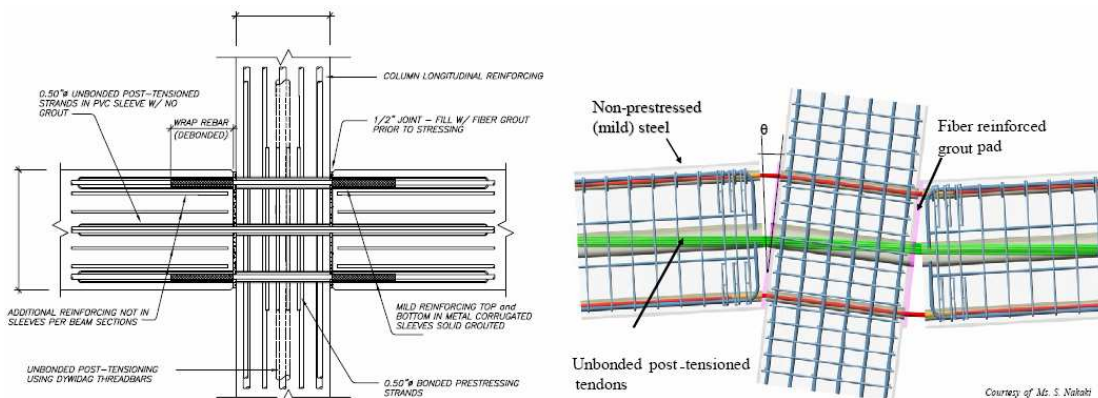 0.50"ø UNBONDED POST-TENSIONED
STRANDS IN PVC SLEEVE W/ NO
GROUT
WRAP REBAR
(DEBONDED)
COLUMN LONGITUDINAL REINFORCING
1/2" JOINT - FILL W/ FIBER GROUT
PRIOR TO STRESSING
ADDITIONAL REINFORCING NOT IN
SLEEVES PER BEAM SECTIONS
MILD REINFORCING TOP and
BOTTOM IN METAL CORRUGATED
SLEEVES SOLID GROUTED
UNBONDED POST-TENSIONING
USING DYWIDAG THREADBARS
0.50"ø BONDED PRESTRESSING
STRANDS
Non-prestressed
(mild) steel
θ
Fiber reinforced
grout pad
Unbonded post-tensioned
tendons
Courtesy of Ms. S. Nakaki